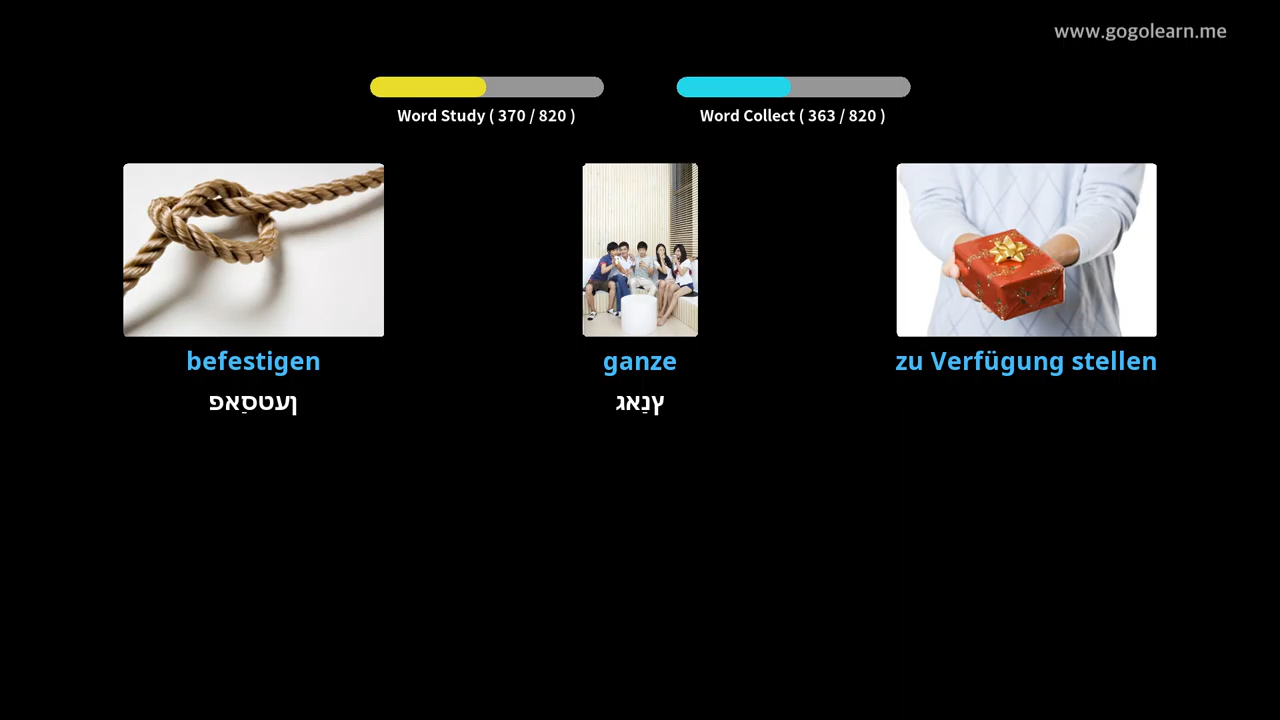 www.gogolearn.me
Word Study ( 370 / 820 )
Word Collect ( 363 / 820 )
befestigen
ganze
zu Verfügung stellen
פאַסטען
גאַנץ